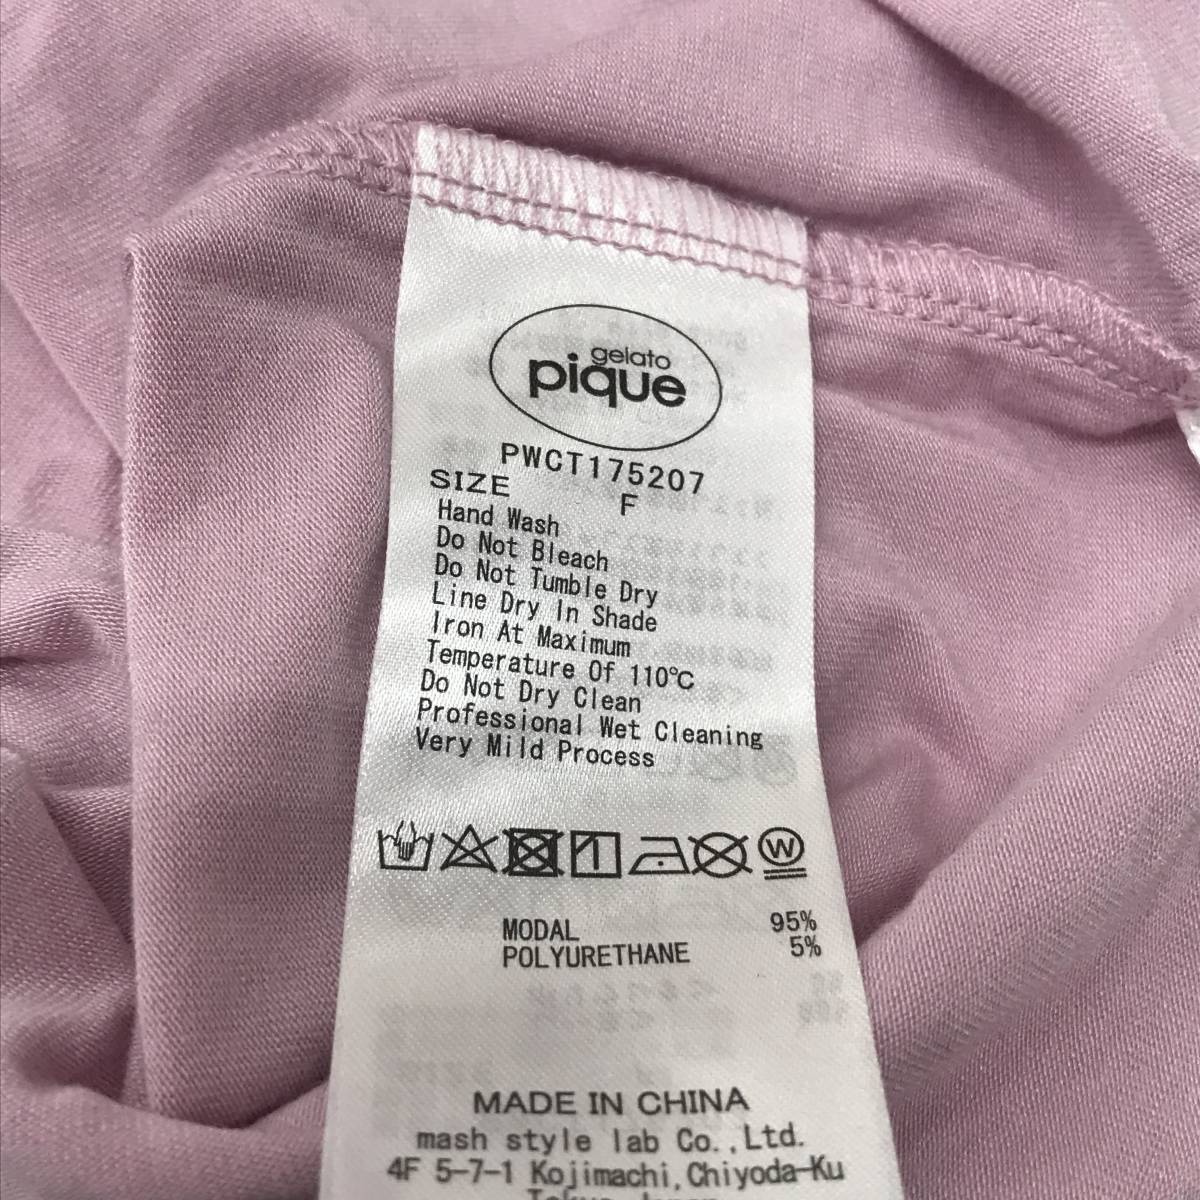 gelato
pique
PWCT175207
SIZE F
Hand Wash
Do Not Bleach
Do Not Tumble Dry
Line Dry In Shade
Iron At Maximum
Temperature Of 110℃
Do Not Dry Clean
Professional Wet Cleaning
Very Mild Process
W
MODAL 95%
POLYURETHANE 5%
MADE IN CHINA
mash style lab Co.,Ltd.
4F 5-7-1 Kojimachi,Chiyoda-Ku